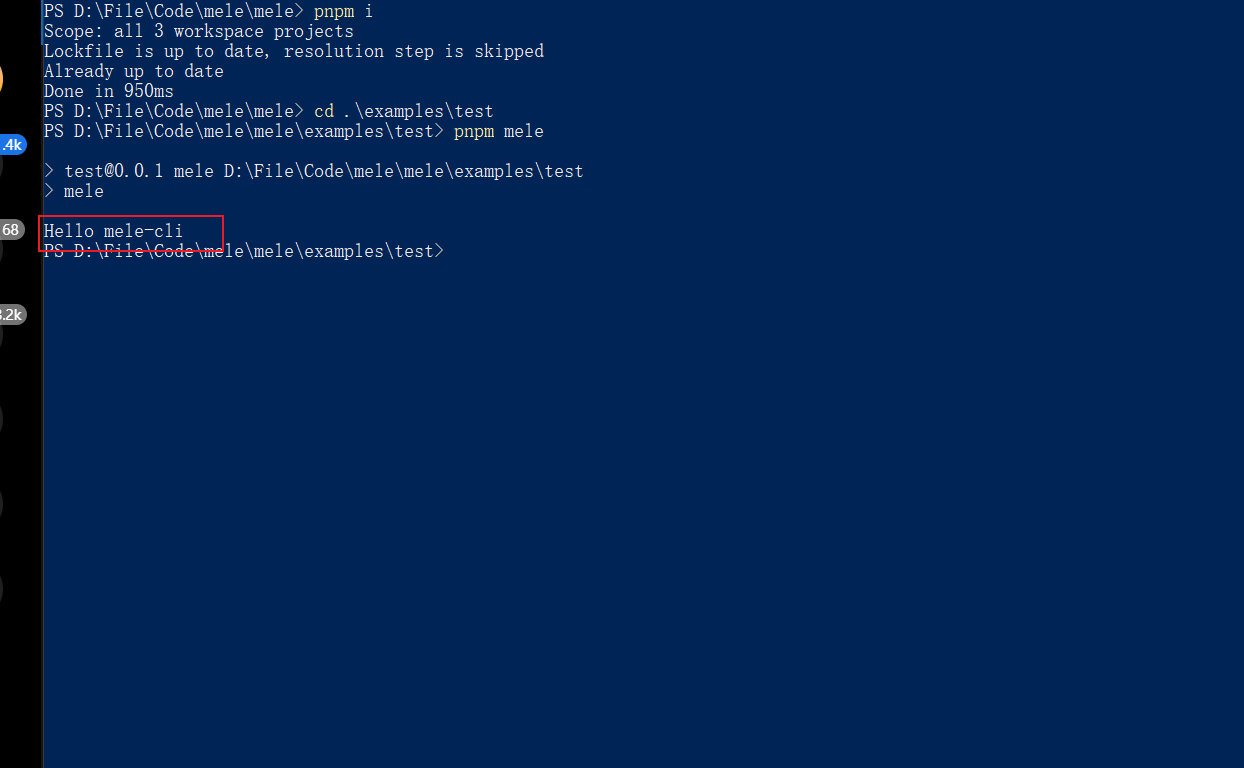 PS D:\File\Code\mele\mele> pnpm i
Scope: all 3 workspace projects
Lockfile is up to date, resolution step is skipped
Already up to date
Done in 950ms
PS D:\File\Code\mele\mele> cd .\examples\test
PS D:\File\Code\mele\mele\examples\test> pnpm mele
> test@0.0.1 mele D:\File\Code\mele\mele\examples\test
> mele
Hello mele-cli
PS D:\File\Code\mele\mele\examples\test>
.4k
68
.2k